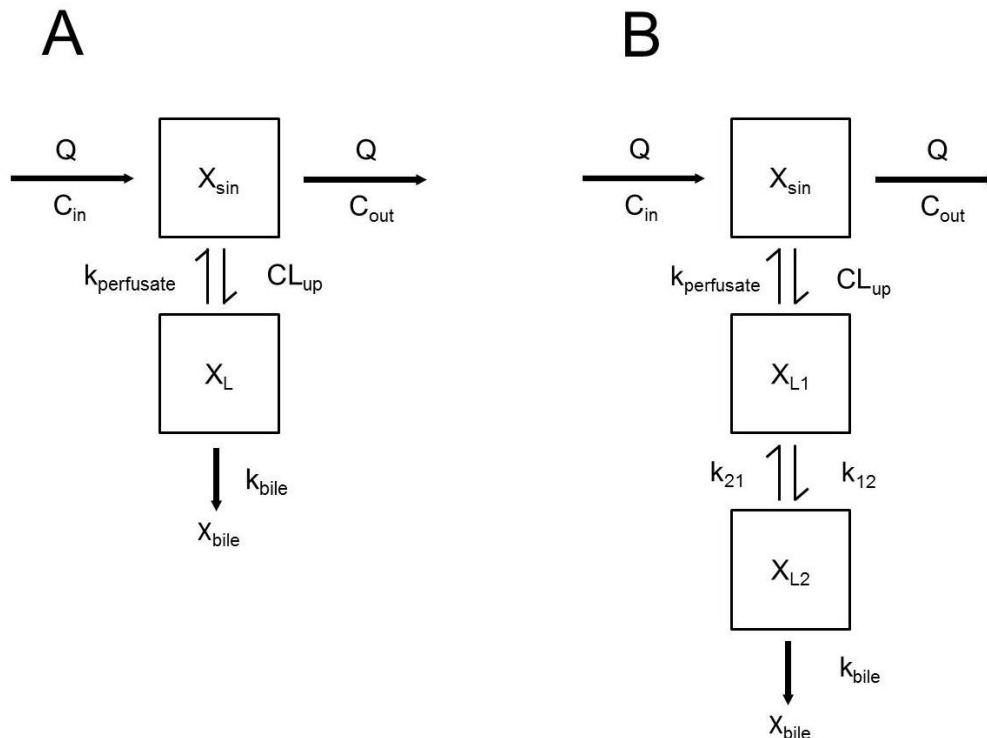 A
Q
C_in
X_sin
Q
C_out
k_perfusate
CL_up
X_L
k_bile
X_bile
B
Q
C_in
X_sin
Q
C_out
k_perfusate
CL_up
X_L1
k_21
k_12
X_L2
k_bile
X_bile